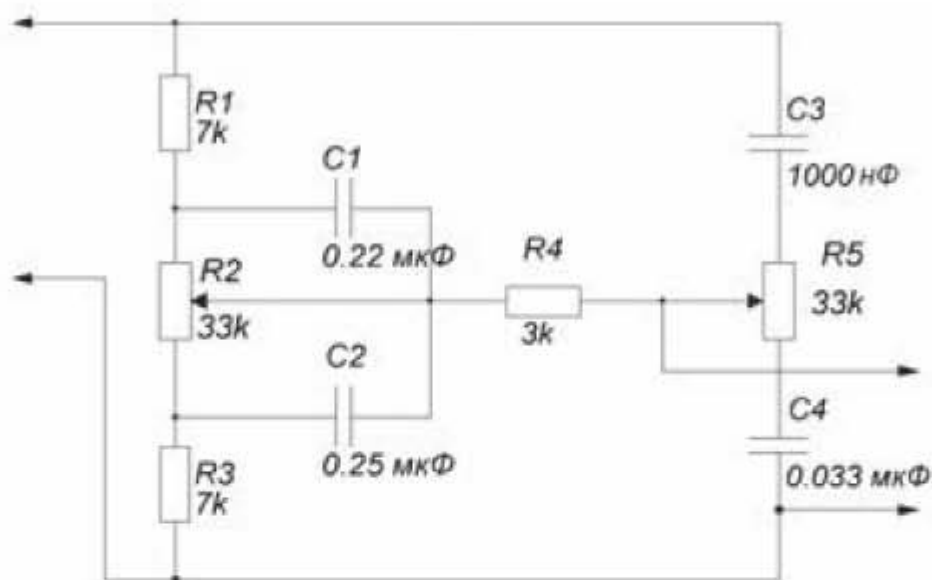 R1
7k
C1
0.22 мкФ
R2
33k
C2
0.25 мкФ
R3
7k
R4
3k
C3
1000 нФ
R5
33k
C4
0.033 мкФ